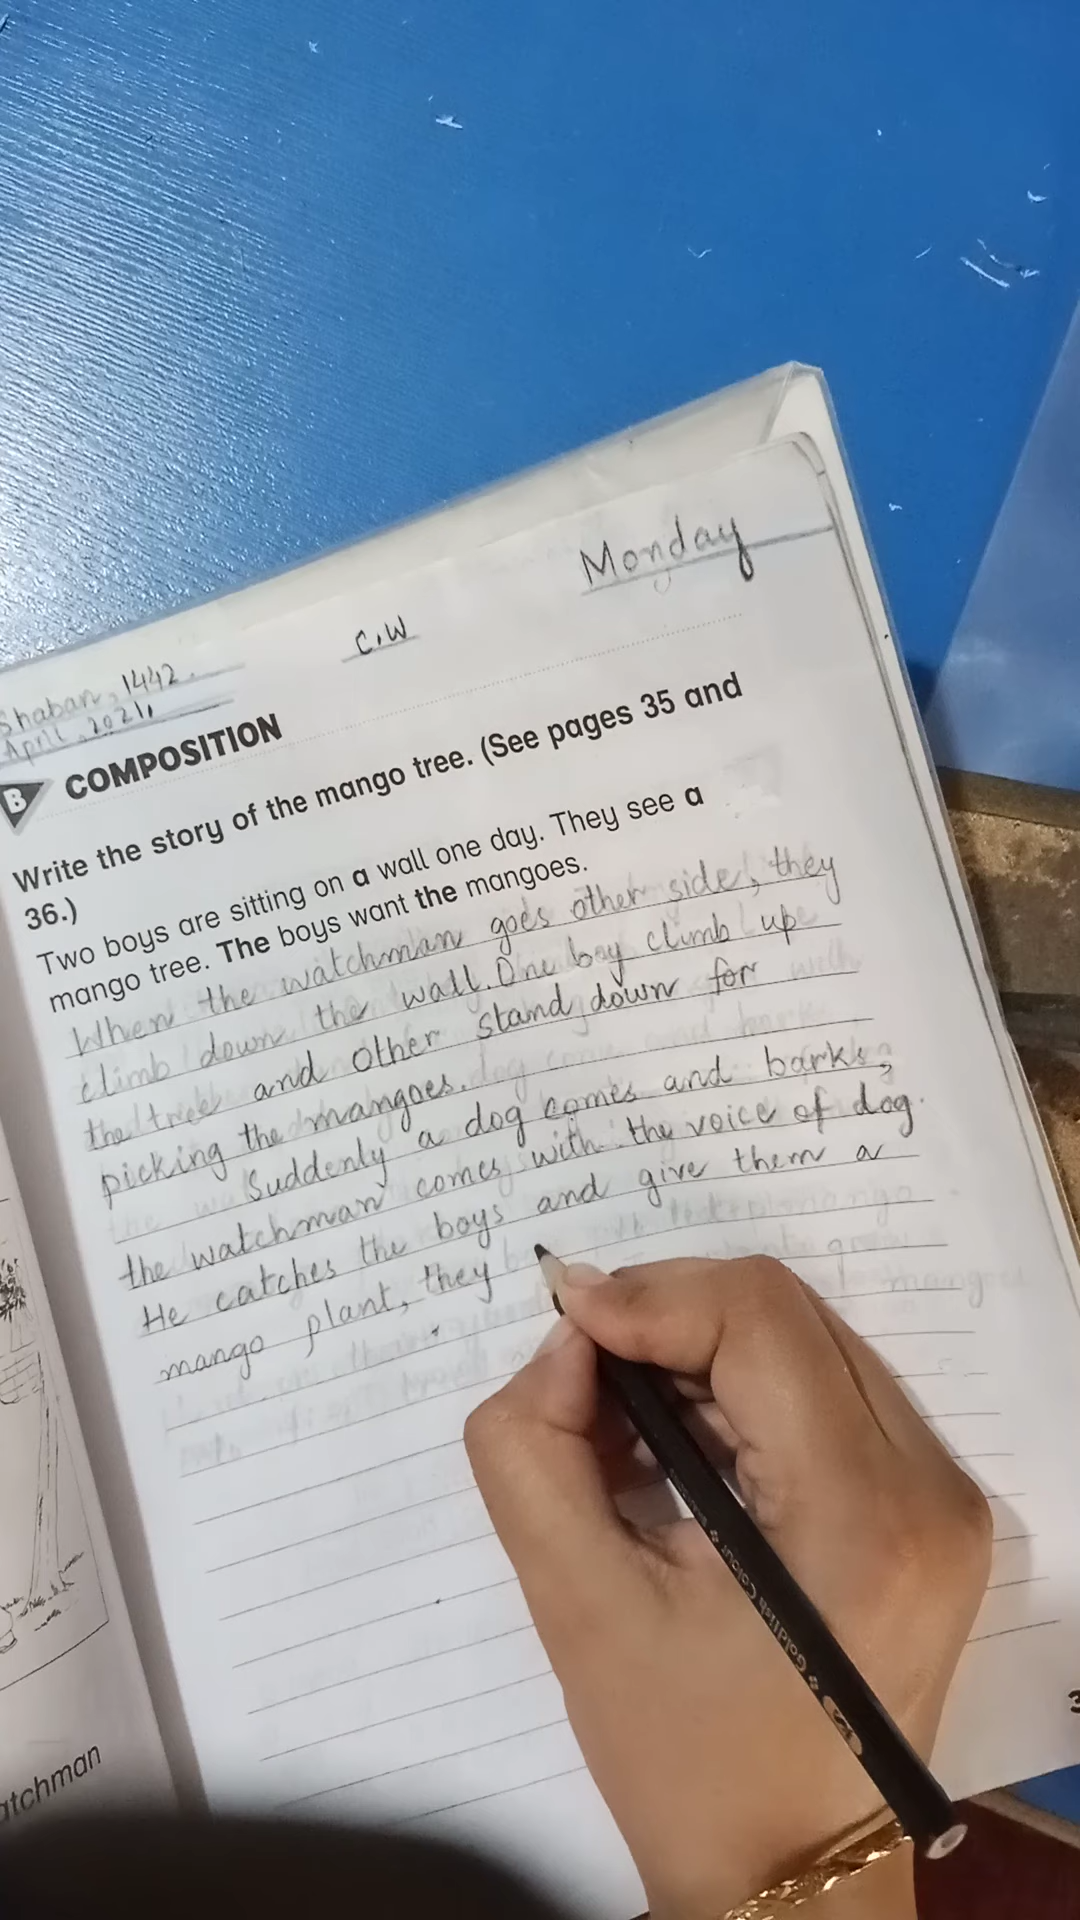 Monday
C.W
Shaban, 1442.
April, 2021.
B COMPOSITION
Write the story of the mango tree. (See pages 35 and
36.)
Two boys are sitting on a wall one day. They see a
mango tree. The boys want the mangoes.
When the watchman goes other side, they
climb down the wall. One boy climb up
the tree and other stand down for
picking the mangoes.
Suddenly a dog comes and barks,
the watchman comes with the voice of dog.
He catches the boys and give them a
mango plant, they
atchman
Goldfish Colour